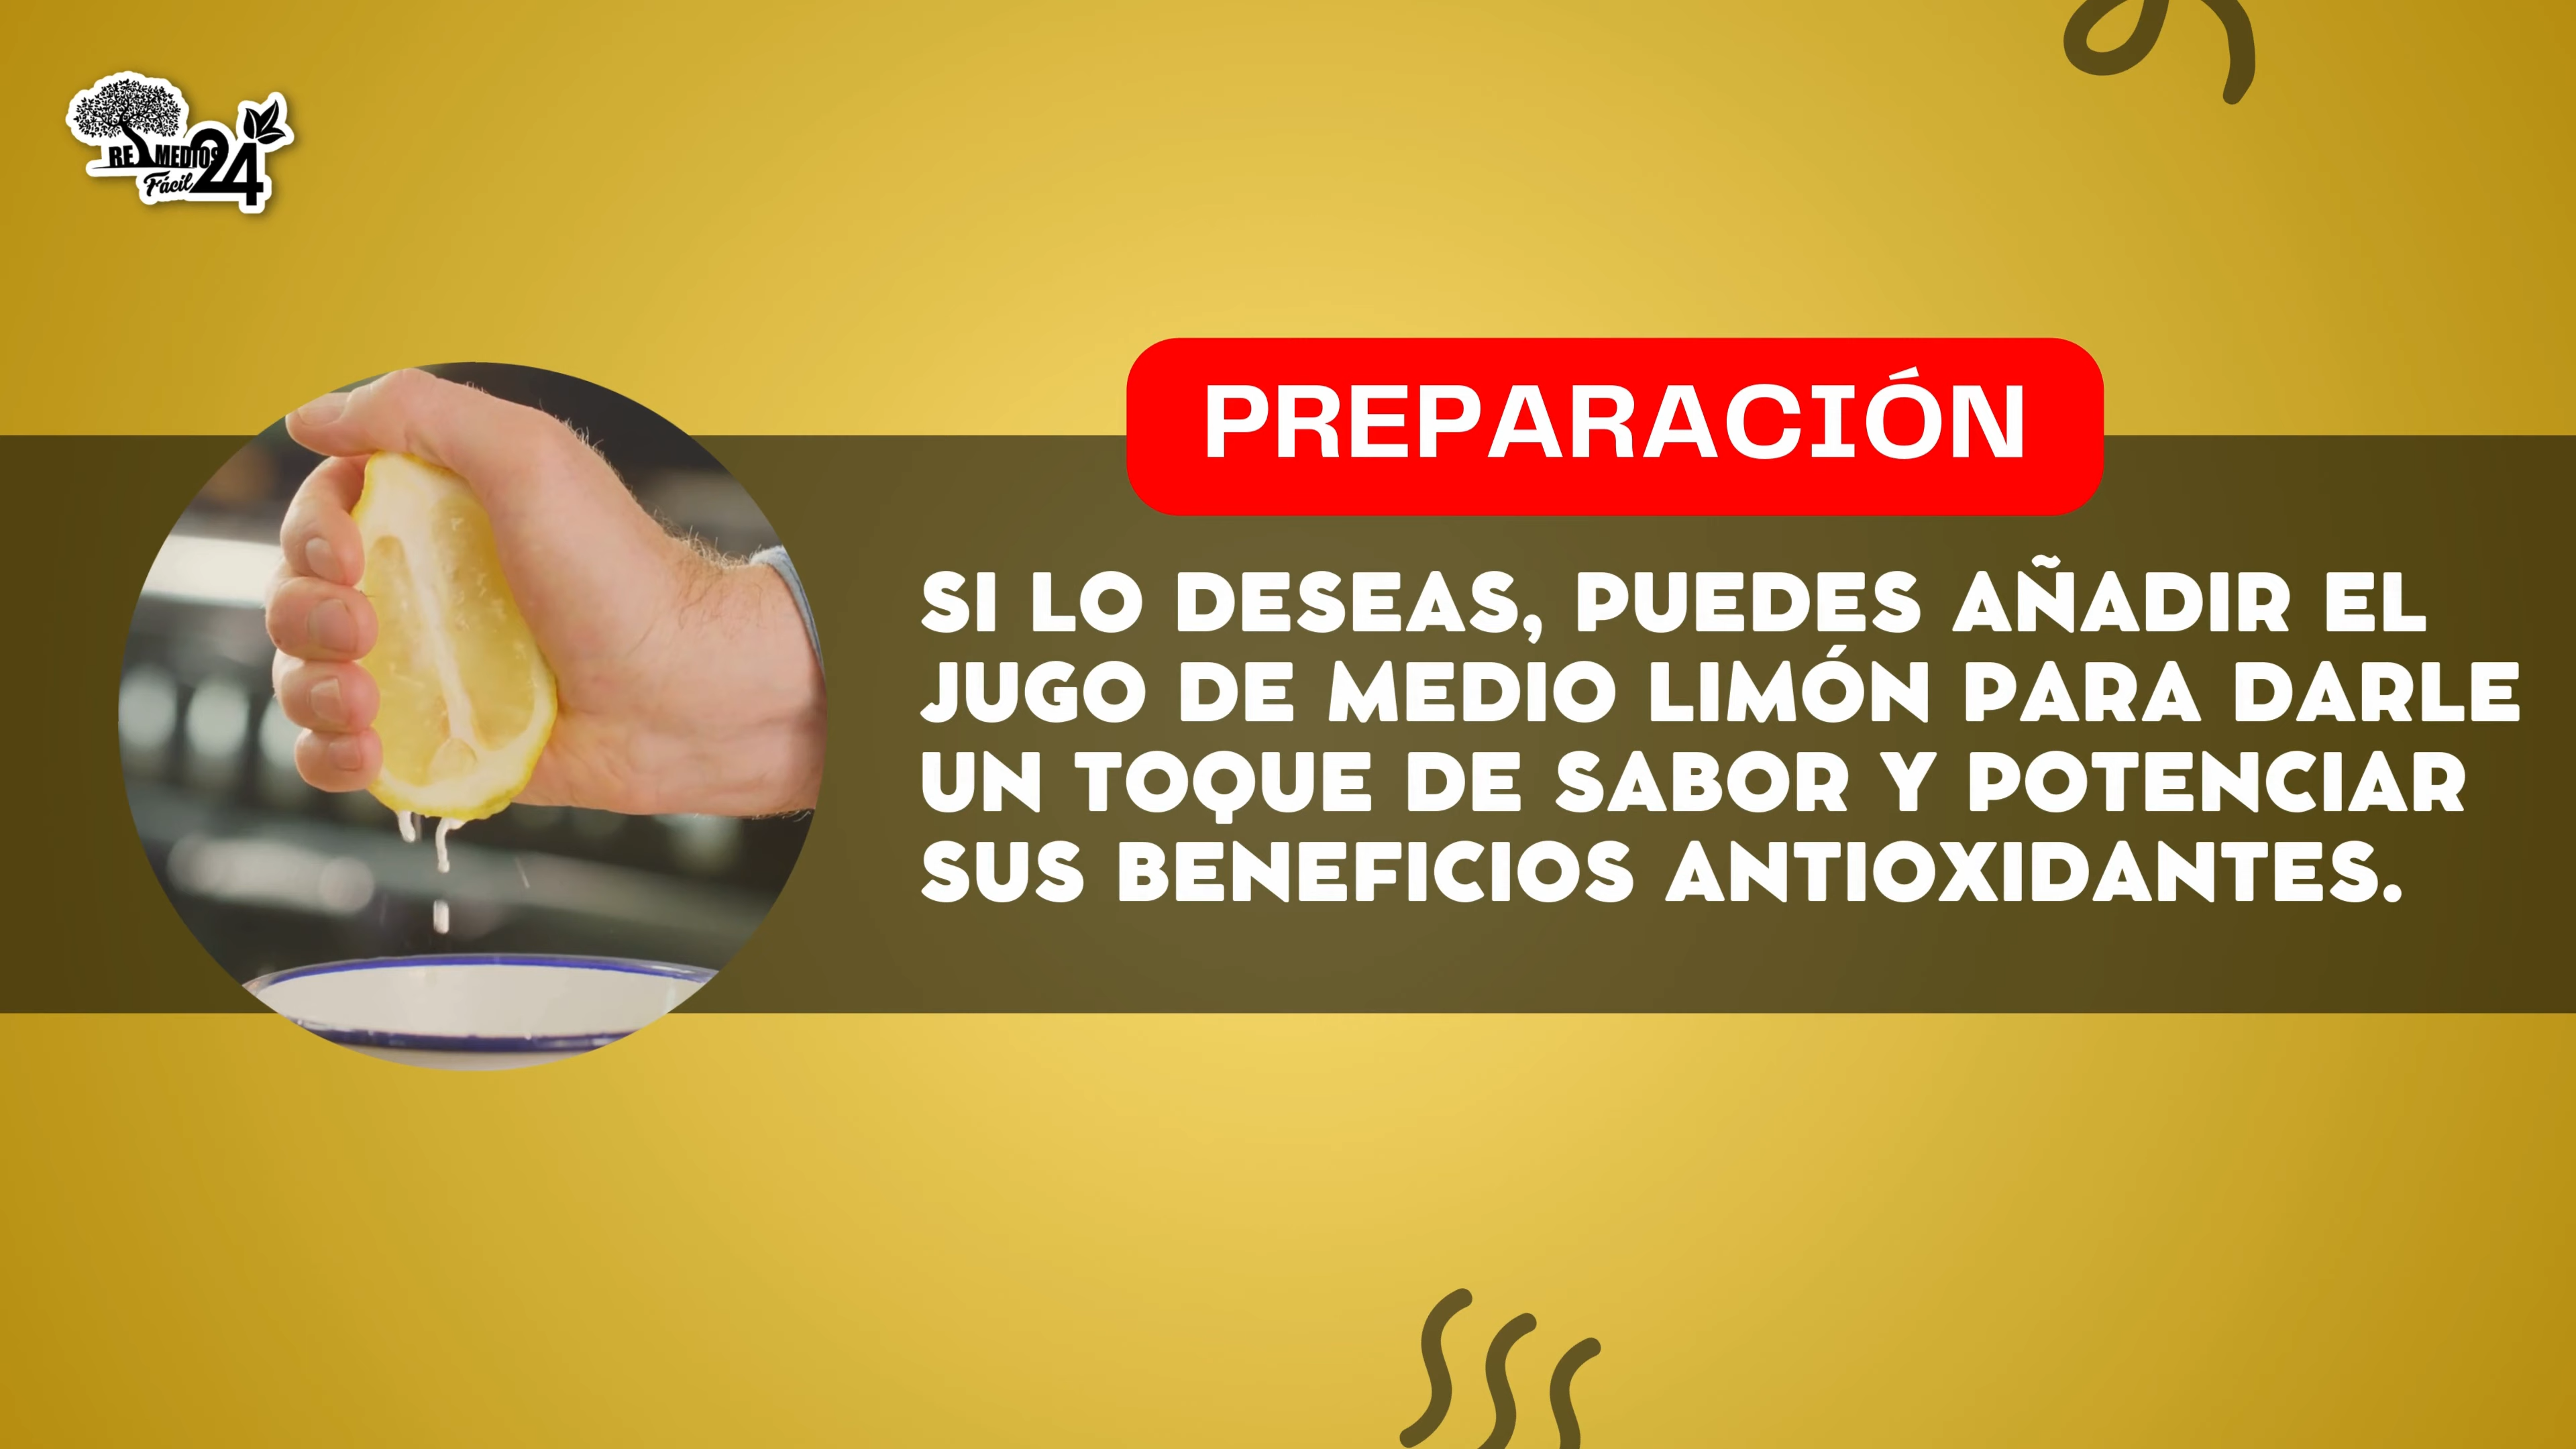 REMEDIOS
Fácil 24
PREPARACIÓN
SI LO DESEAS, PUEDES AÑADIR EL
JUGO DE MEDIO LIMÓN PARA DARLE
UN TOQUE DE SABOR Y POTENCIAR
SUS BENEFICIOS ANTIOXIDANTES.